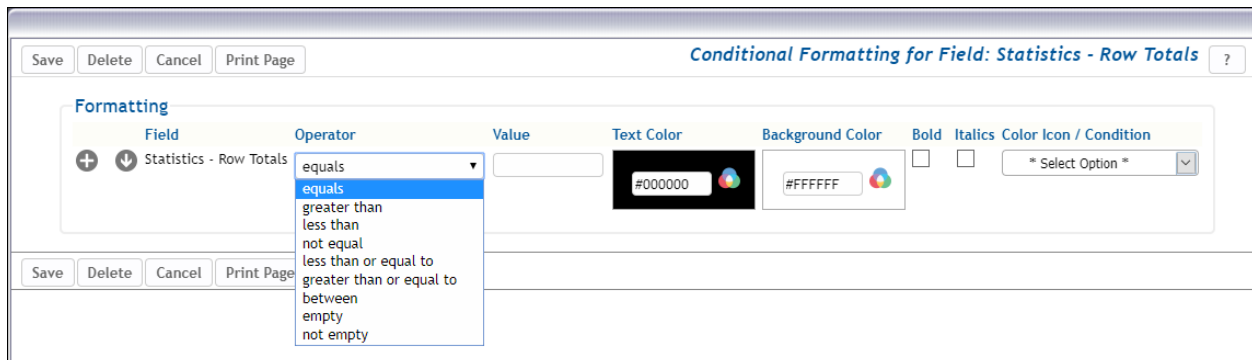 Save Delete Cancel Print Page Conditional Formatting for Field: Statistics - Row Totals ?
Formatting
Field Operator Value Text Color Background Color Bold Italics Color Icon / Condition
Statistics - Row Totals equals #000000 #FFFFFF * Select Option *
equals
greater than
less than
not equal
less than or equal to
Save Delete Cancel Print Page
greater than or equal to
between
empty
not empty